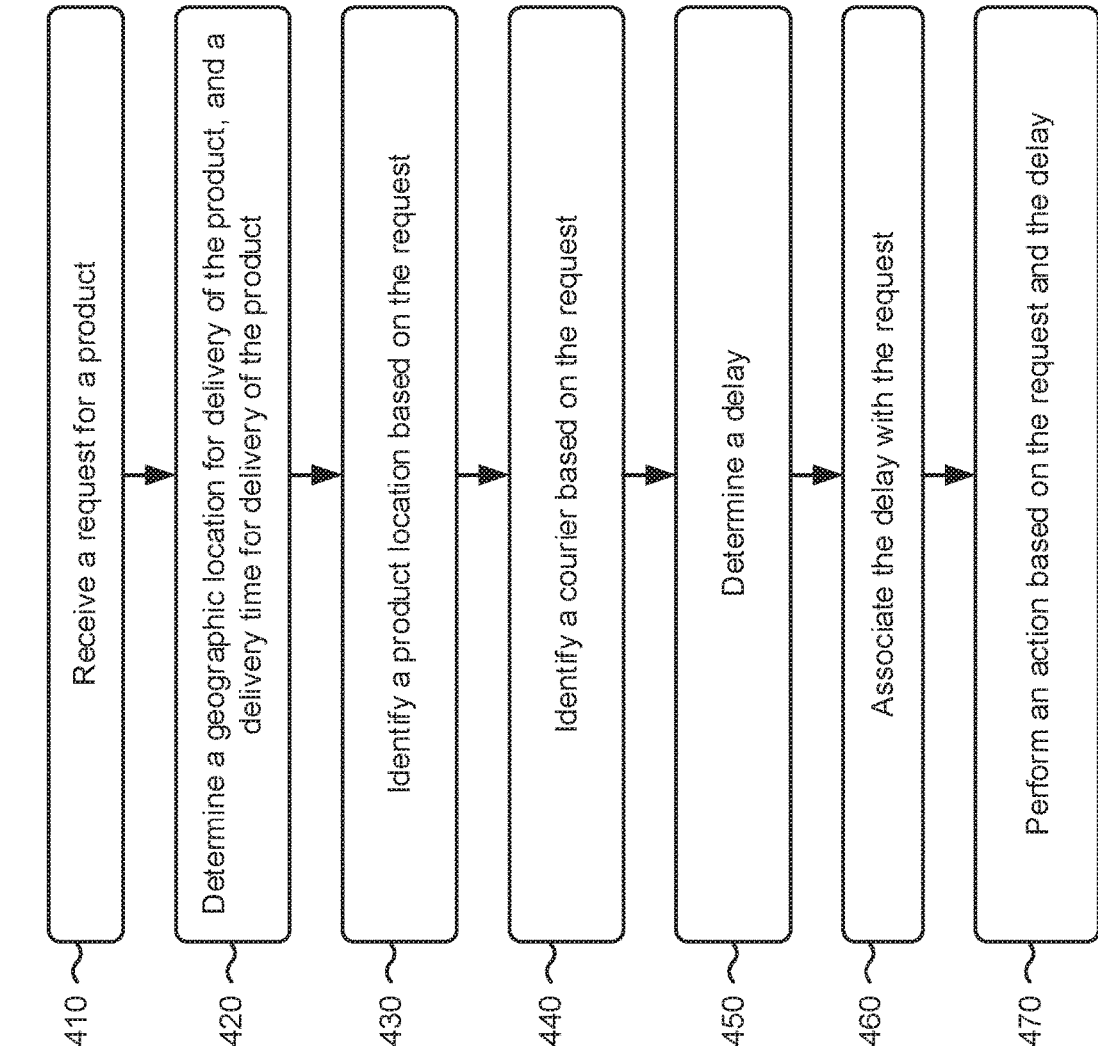 410
Receive a request for a product
420
Determine a geographic location for delivery of the product, and a
delivery time for delivery of the product
430
Identify a product location based on the request
440
Identify a courier based on the request
450
Determine a delay
460
Associate the delay with the request
470
Perform an action based on the request and the delay